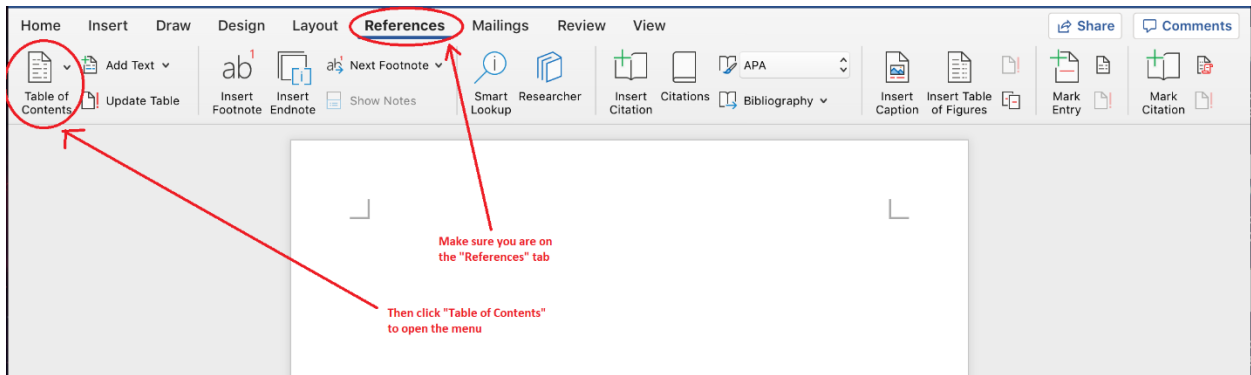 Home Insert Draw Design Layout References Mailings Review View Share Comments
Table of Contents
Add Text
Update Table
ab1
Insert Footnote
Insert Endnote
ab Next Footnote
Show Notes
Smart Lookup
Researcher
Insert Citation
Citations
APA
Bibliography
Insert Caption
Insert Table of Figures
Mark Entry
Mark Citation
Make sure you are on
the "References" tab
Then click "Table of Contents"
to open the menu